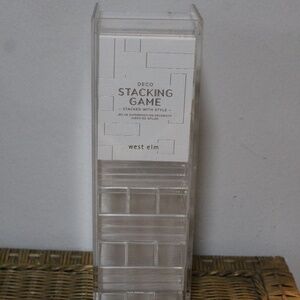 DECO
STACKING
GAME
– STACKED WITH STYLE –
west elm